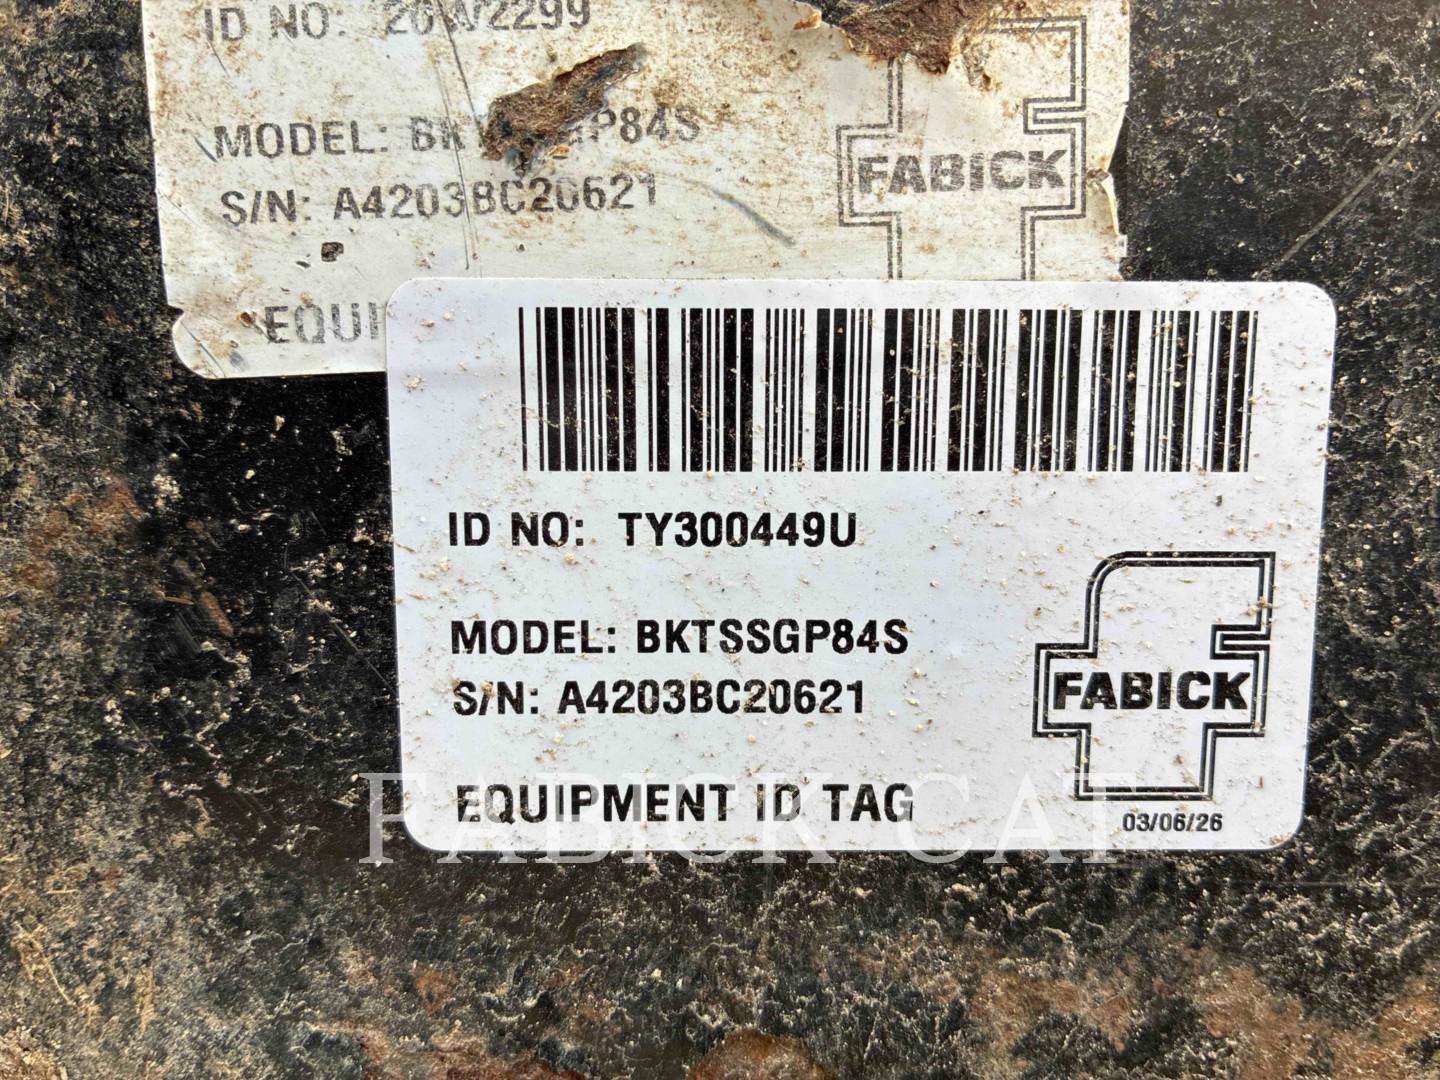 ID NO:
MODEL:
S/N: A4203BC20621
FABICK
EQUI
ID NO: TY300449U
MODEL: BKTSSGP84S
S/N: A4203BC20621
FABICK
EQUIPMENT ID TAG
03/06/26
FABICK CAT